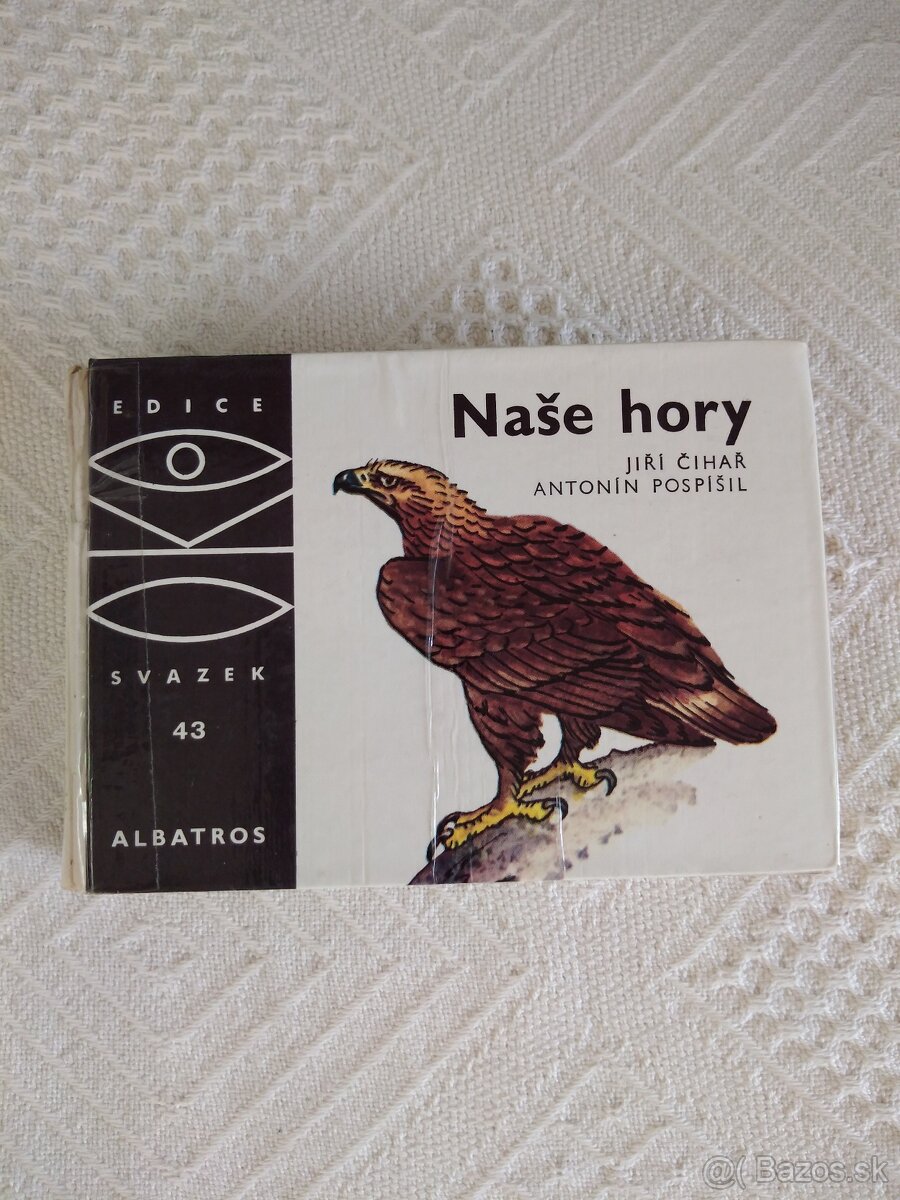 EDICE
SVAZEK
43
ALBATROS
Naše hory
JIŘÍ ČIHAŘ
ANTONÍN POSPÍŠIL
@( Bazos.sk